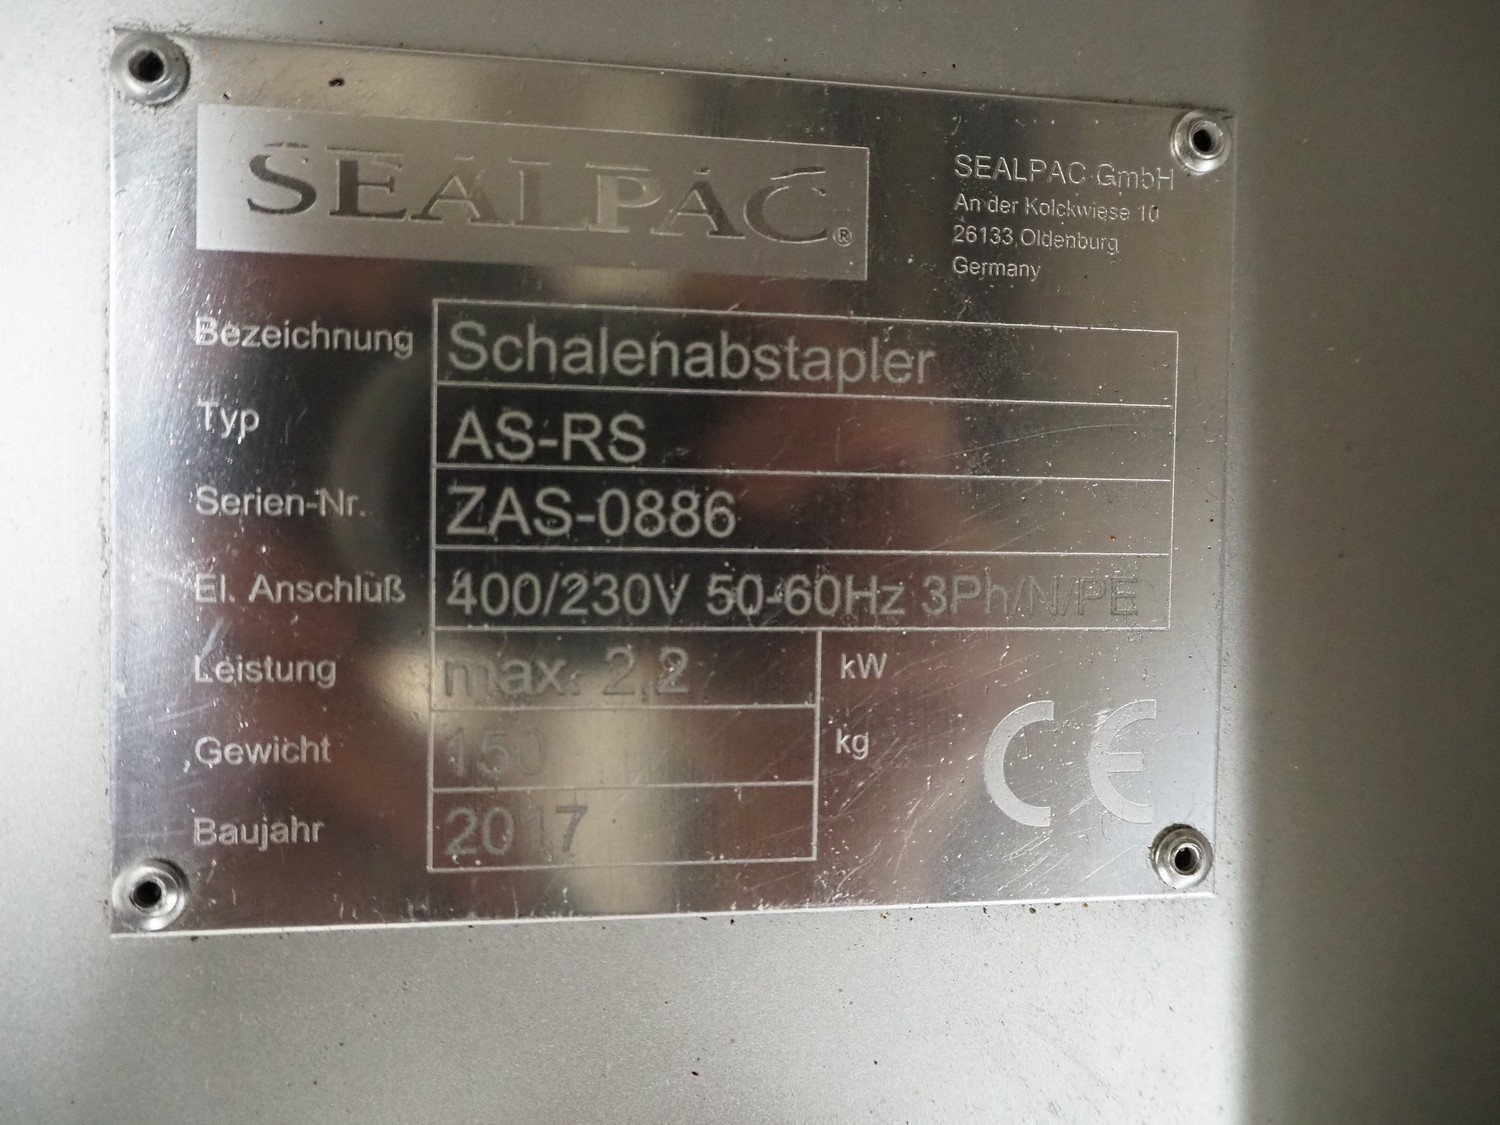 SEALPAC®
SEALPAC GmbH
An der Kolckwiese 10
26133 Oldenburg
Germany
Bezeichnung Schalenabstapler
Typ AS-RS
Serien-Nr. ZAS-0886
El. Anschlüß 400/230V 50-60Hz 3Ph/N/PE
Leistung max. 2,2 kW
Gewicht 150 kg
Baujahr 2017
CE